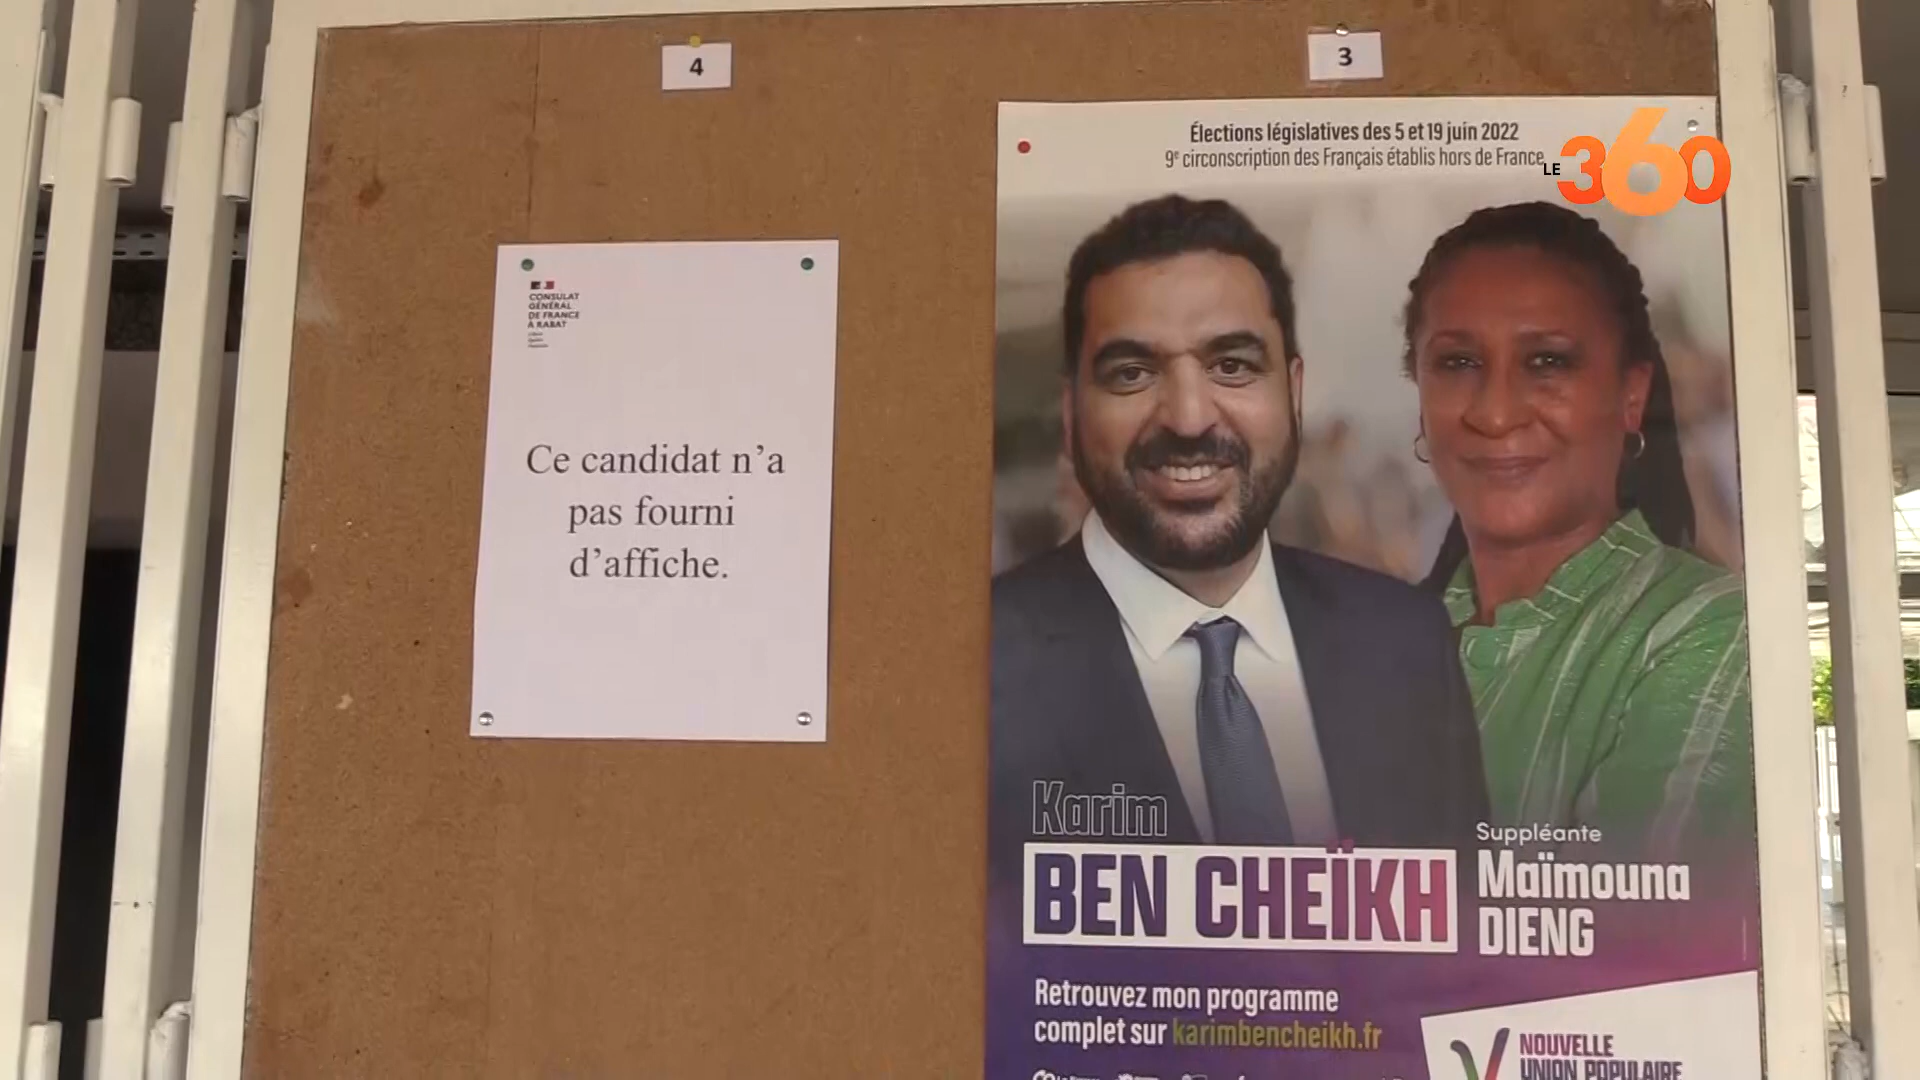 4
3
Élections législatives des 5 et 19 juin 2022
9e circonscription des Français établis hors de France
LE 360
CONSULAT
GÉNÉRAL
DE FRANCE
À RABAT
Ce candidat n’a
pas fourni
d’affiche.
Karim
BEN CHEÏKH
Suppléante
Maïmouna
DIENG
Retrouvez mon programme
complet sur karimbencheikh.fr
NOUVELLE
UNION POPULAIRE